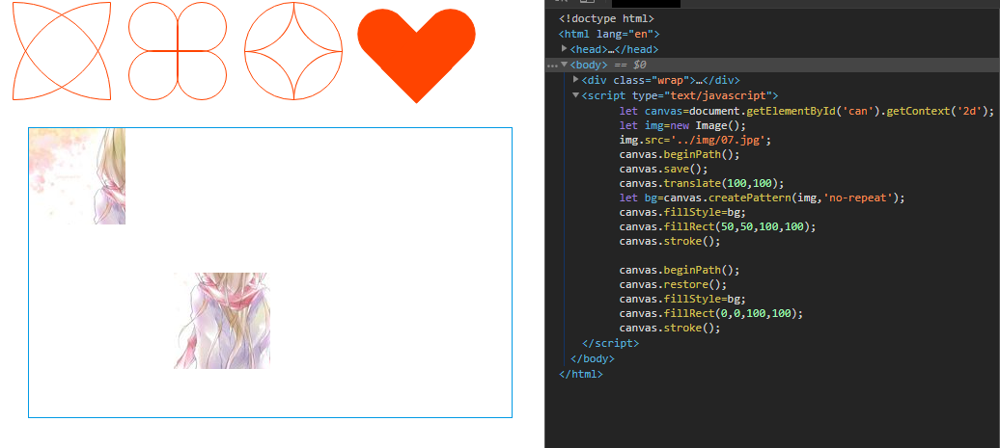 <!doctype html>
<html lang="en">
<head>…</head>
<body> == $0
<div class="wrap">…</div>
<script type="text/javascript">
let canvas=document.getElementById('can').getContext('2d');
let img=new Image();
img.src='../img/07.jpg';
canvas.beginPath();
canvas.save();
canvas.translate(100,100);
let bg=canvas.createPattern(img,'no-repeat');
canvas.fillStyle=bg;
canvas.fillRect(50,50,100,100);
canvas.stroke();
canvas.beginPath();
canvas.restore();
canvas.fillStyle=bg;
canvas.fillRect(0,0,100,100);
canvas.stroke();
</script>
</body>
</html>